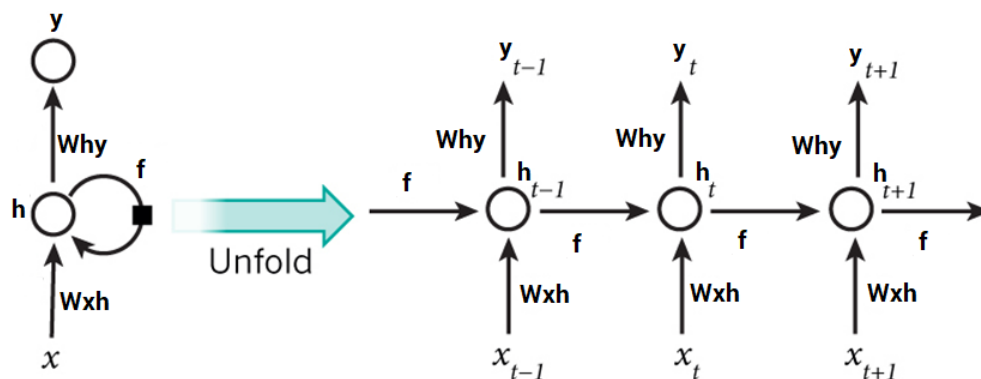 y
Why
f
h
Wxh
x
Unfold
y t-1 y t y t+1
Why Why Why
f h t-1 h t h t+1
f f f
Wxh Wxh Wxh
x t-1 x t x t+1